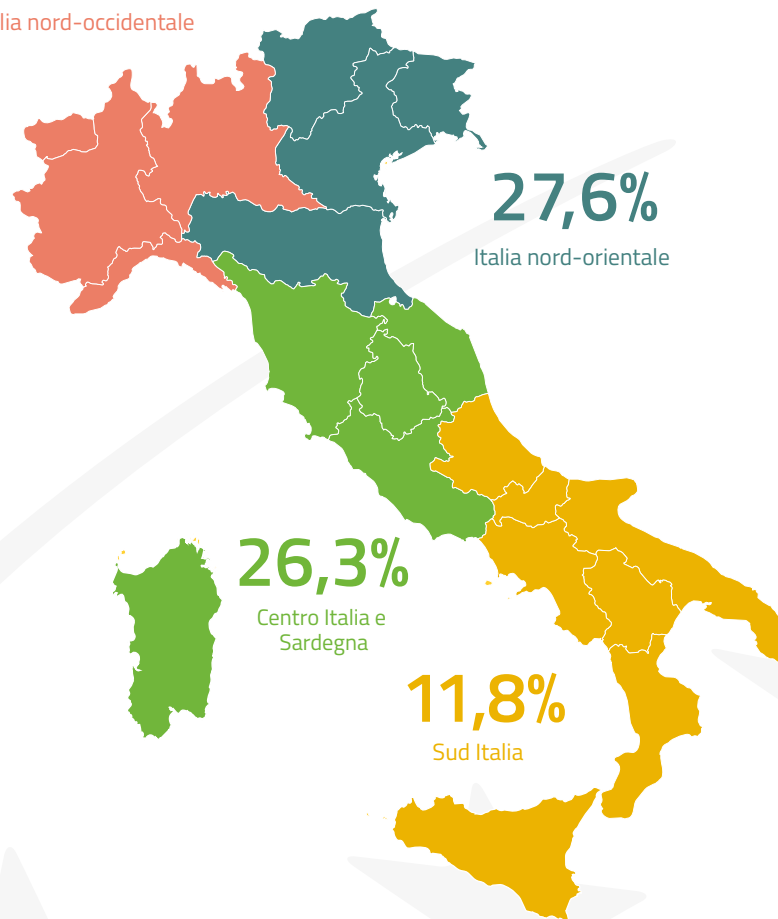 lia nord-occidentale
27,6%
Italia nord-orientale
26,3%
Centro Italia e
Sardegna
11,8%
Sud Italia